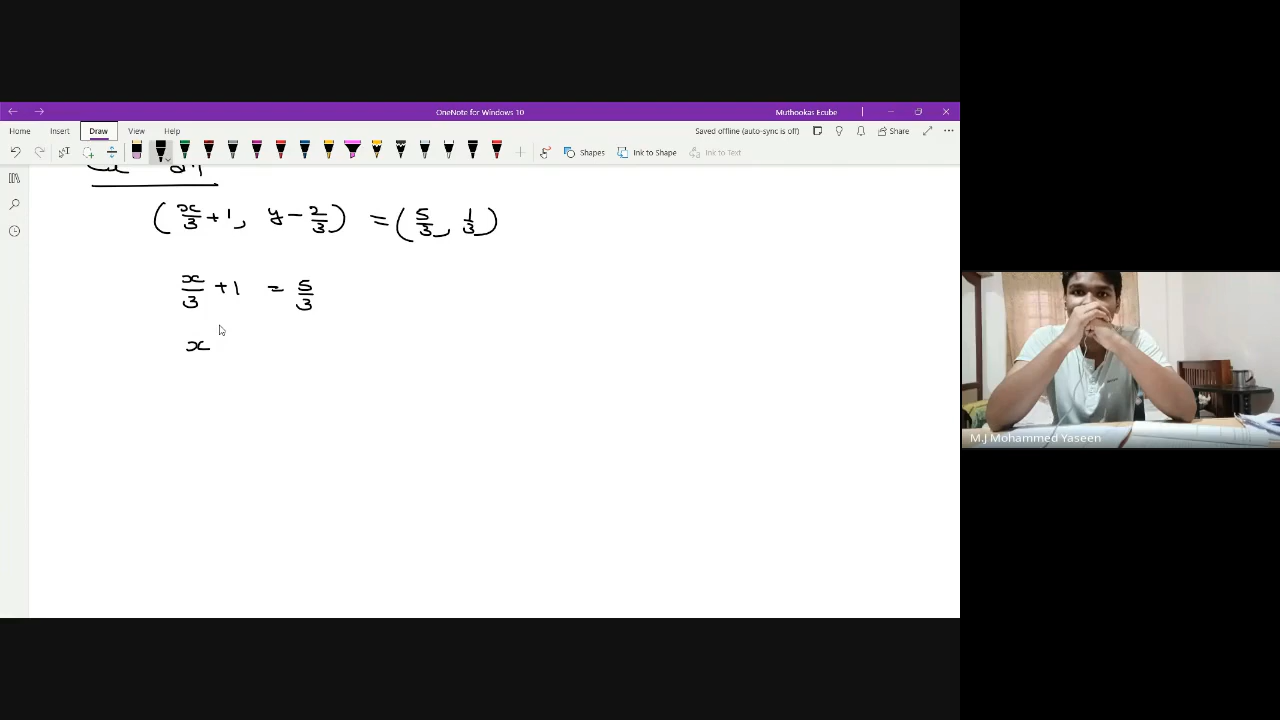 OneNote for Windows 10
Muthookas Ecube
Home Insert Draw View Help
Saved offline (auto-sync is off) Share
Shapes Ink to Shape Ink to Text
(x/3 + 1, y - 2/3) = (5/3, 1/3)
x/3 + 1 = 5/3
x
M.J Mohammed Yaseen